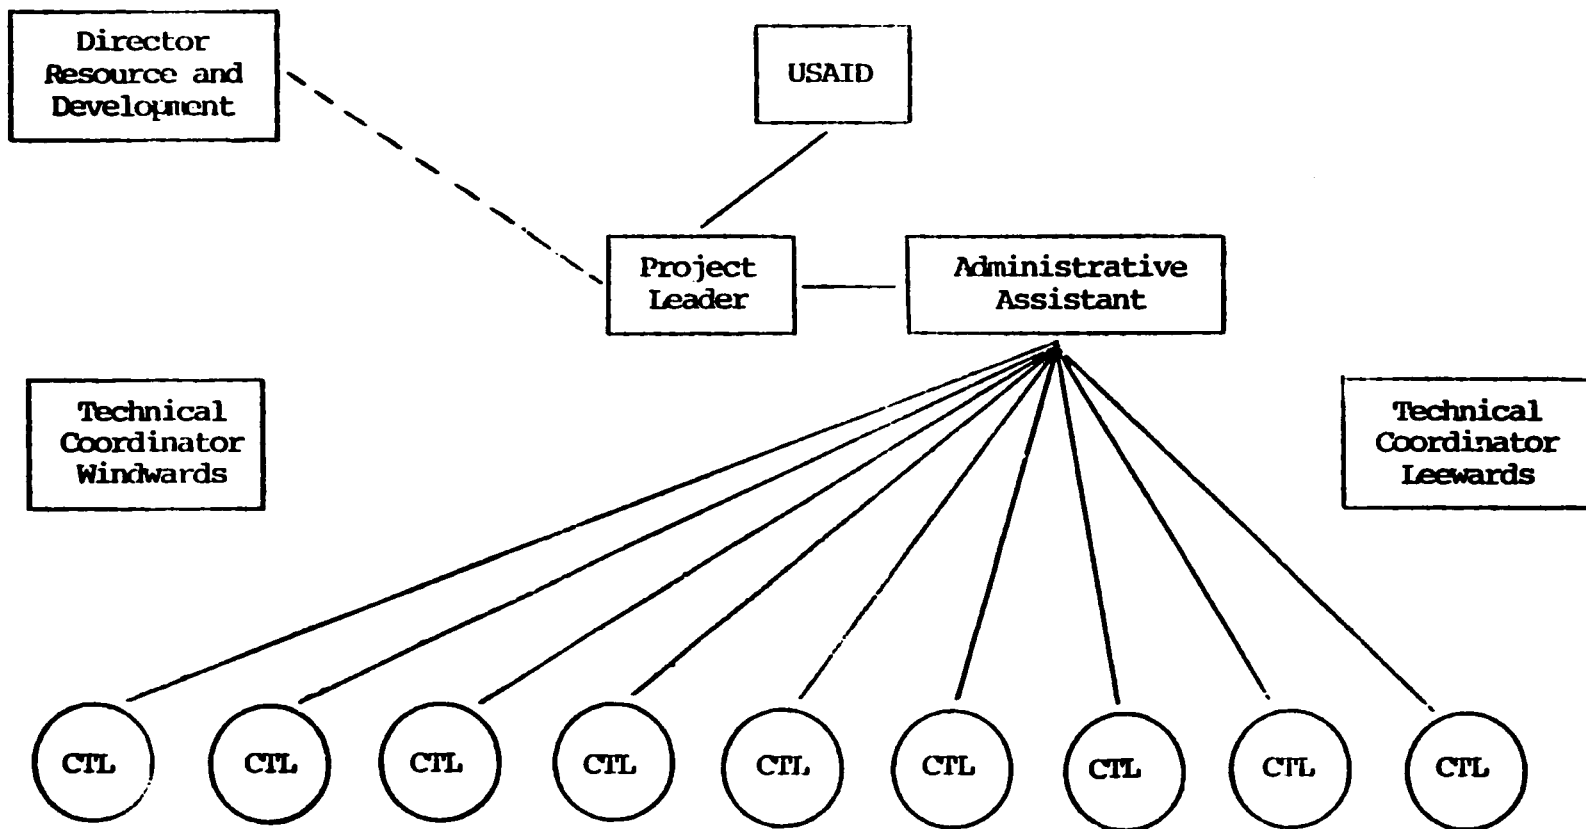 Director
Resource and
Development
USAID
Project
Leader
Administrative
Assistant
Technical
Coordinator
Windwards
Technical
Coordinator
Leewards
CTL
CTL
CTL
CTL
CTL
CTL
CTL
CTL
CTL